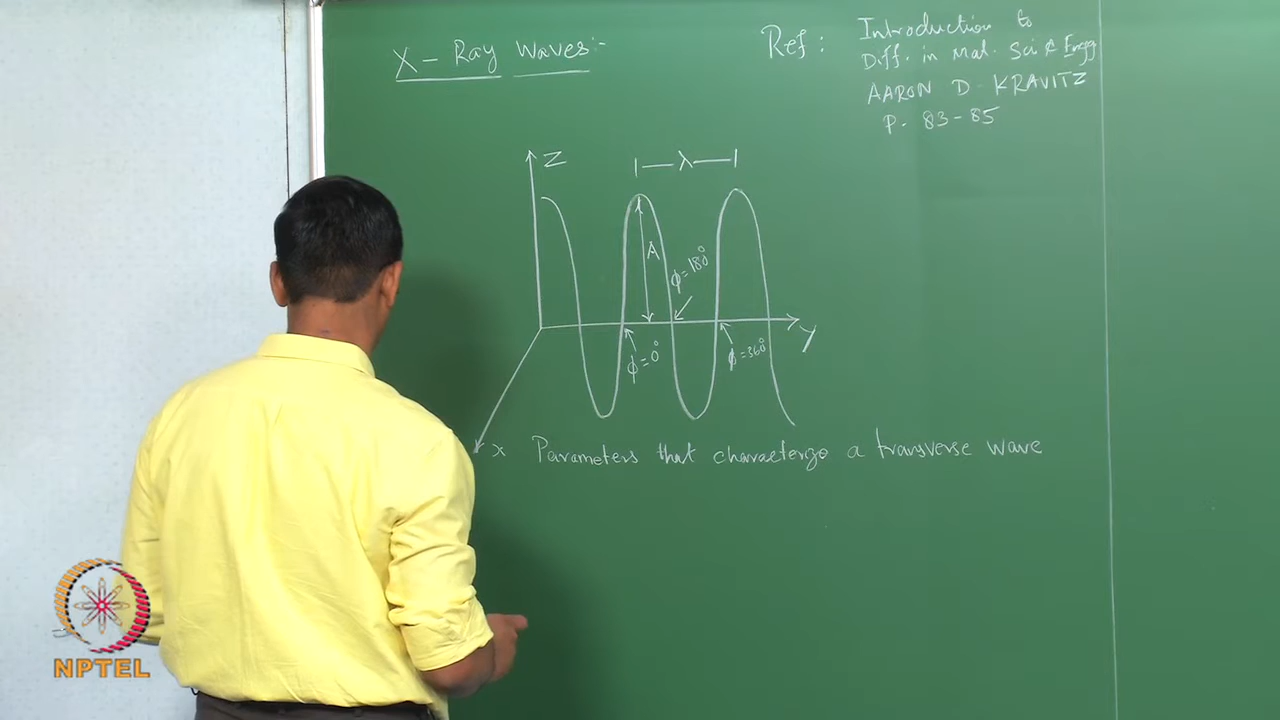 X-Ray Waves:-
Ref: Introduction to
Diff. in Mat. Sci & Engg
AARON D. KRAVITZ
P. 83-85
Z
λ
A
ϕ=180°
Y
ϕ=0°
ϕ=360°
X
Parameters that characterize a transverse wave
NPTEL